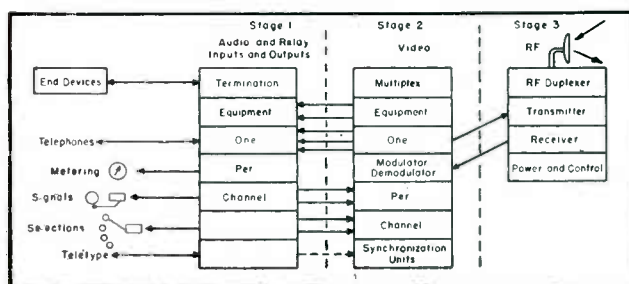 Stage 1
Audio and Relay
Inputs and Outputs
Stage 2
Video
Stage 3
RF
End Devices
Telephones
Metering
Signals
Selections
Teletype
Termination
Equipment
One
Per
Channel
Multiplex
Equipment
One
Modulator
Demodulator
Per
Channel
Synchronization
Units
RF Duplexer
Transmitter
Receiver
Power and Control